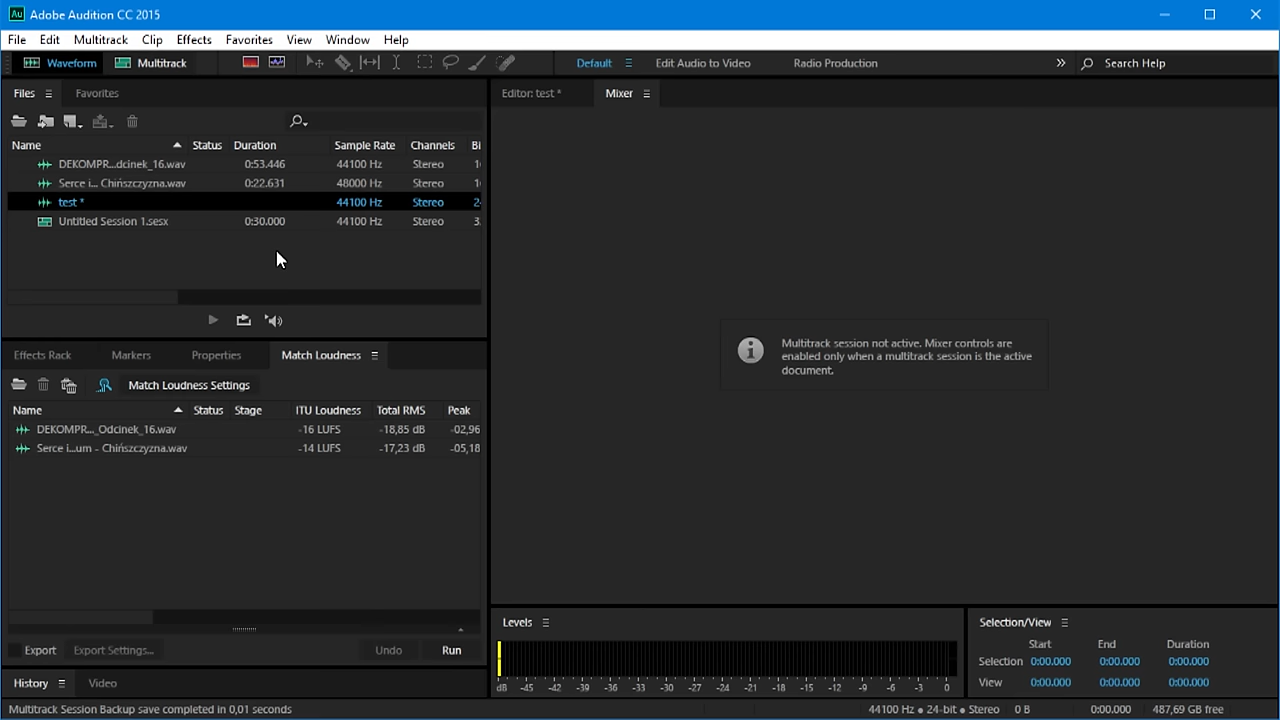 Au Adobe Audition CC 2015
File Edit Multitrack Clip Effects Favorites View Window Help
Waveform Multitrack Default Edit Audio to Video Radio Production » Search Help
Files Favorites
Editor: test * Mixer
Name Status Duration Sample Rate Channels Bi
DEKOMPR...dcinek_16.wav 0:53.446 44100 Hz Stereo 1
Serce i... Chińszczyzna.wav 0:22.631 48000 Hz Stereo 1
test * 44100 Hz Stereo 2
Untitled Session 1.sesx 0:30.000 44100 Hz Stereo 3
Multitrack session not active. Mixer controls are
enabled only when a multitrack session is the active
document.
Effects Rack Markers Properties Match Loudness
Match Loudness Settings
Name Status Stage ITU Loudness Total RMS Peak
DEKOMPR..._Odcinek_16.wav -16 LUFS -18,85 dB -02,96
Serce i...um - Chińszczyzna.wav -14 LUFS -17,23 dB -05,18
Export Export Settings... Undo Run
History Video
Levels
dB -45 -42 -39 -36 -33 -30 -27 -24 -21 -18 -15 -12 -9 -6 -3 0
Selection/View
Start End Duration
Selection 0:00.000 0:00.000 0:00.000
View 0:00.000 0:00.000 0:00.000
Multitrack Session Backup save completed in 0,01 seconds
44100 Hz ● 24-bit ● Stereo 0 B 0:00.000 487,69 GB free